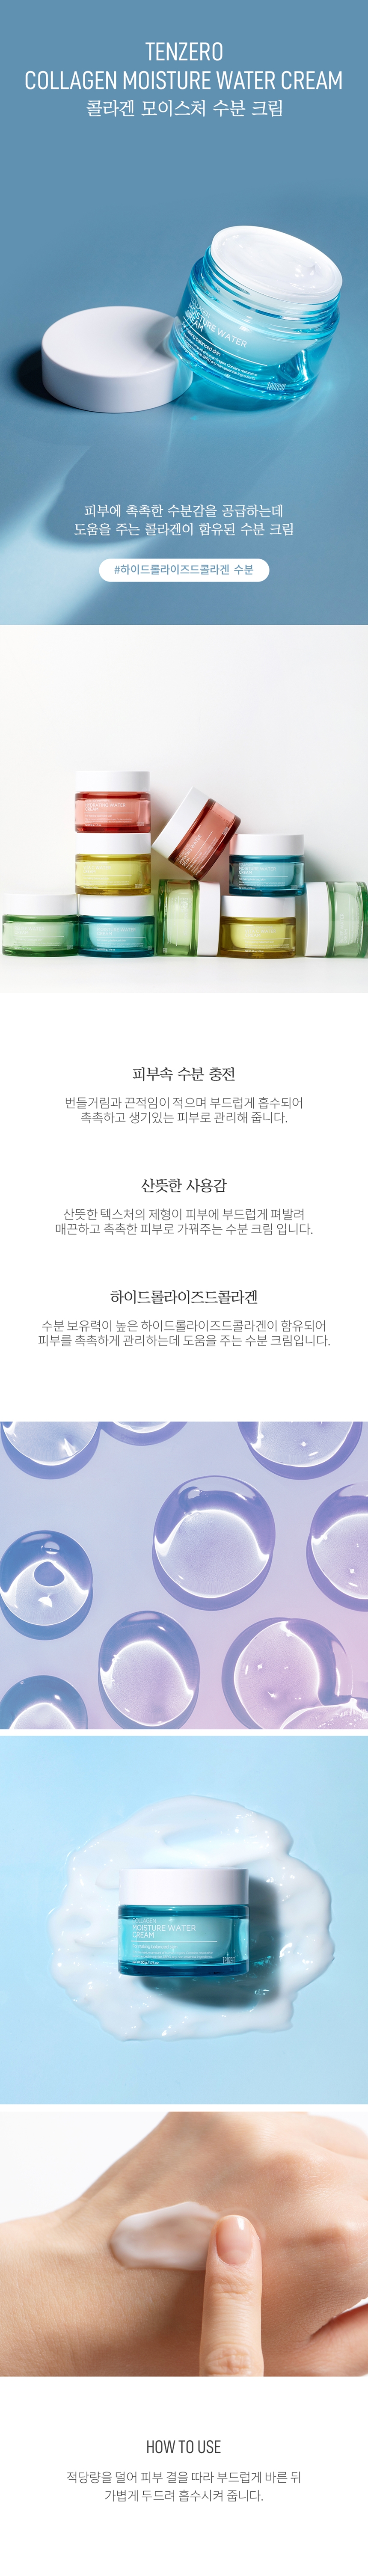 TENZERO
COLLAGEN MOISTURE WATER CREAM
콜라겐 모이스처 수분 크림
MOISTURE WATER
CREAM
피부에 촉촉한 수분감을 공급하는데
도움을 주는 콜라겐이 함유된 수분 크림
#하이드롤라이즈드콜라겐 수분
피부속 수분 충전
번들거림과 끈적임이 적으며 부드럽게 흡수되어
촉촉하고 생기있는 피부로 관리해 줍니다.
산뜻한 사용감
산뜻한 텍스처의 제형이 피부에 부드럽게 펴발려
매끈하고 촉촉한 피부로 가꿔주는 수분 크림 입니다.
하이드롤라이즈드콜라겐
수분 보유력이 높은 하이드롤라이즈드콜라겐이 함유되어
피부를 촉촉하게 관리하는데 도움을 주는 수분 크림입니다.
COLLAGEN
MOISTURE WATER
CREAM
HOW TO USE
적당량을 덜어 피부 결을 따라 부드럽게 바른 뒤
가볍게 두드려 흡수시켜 줍니다.